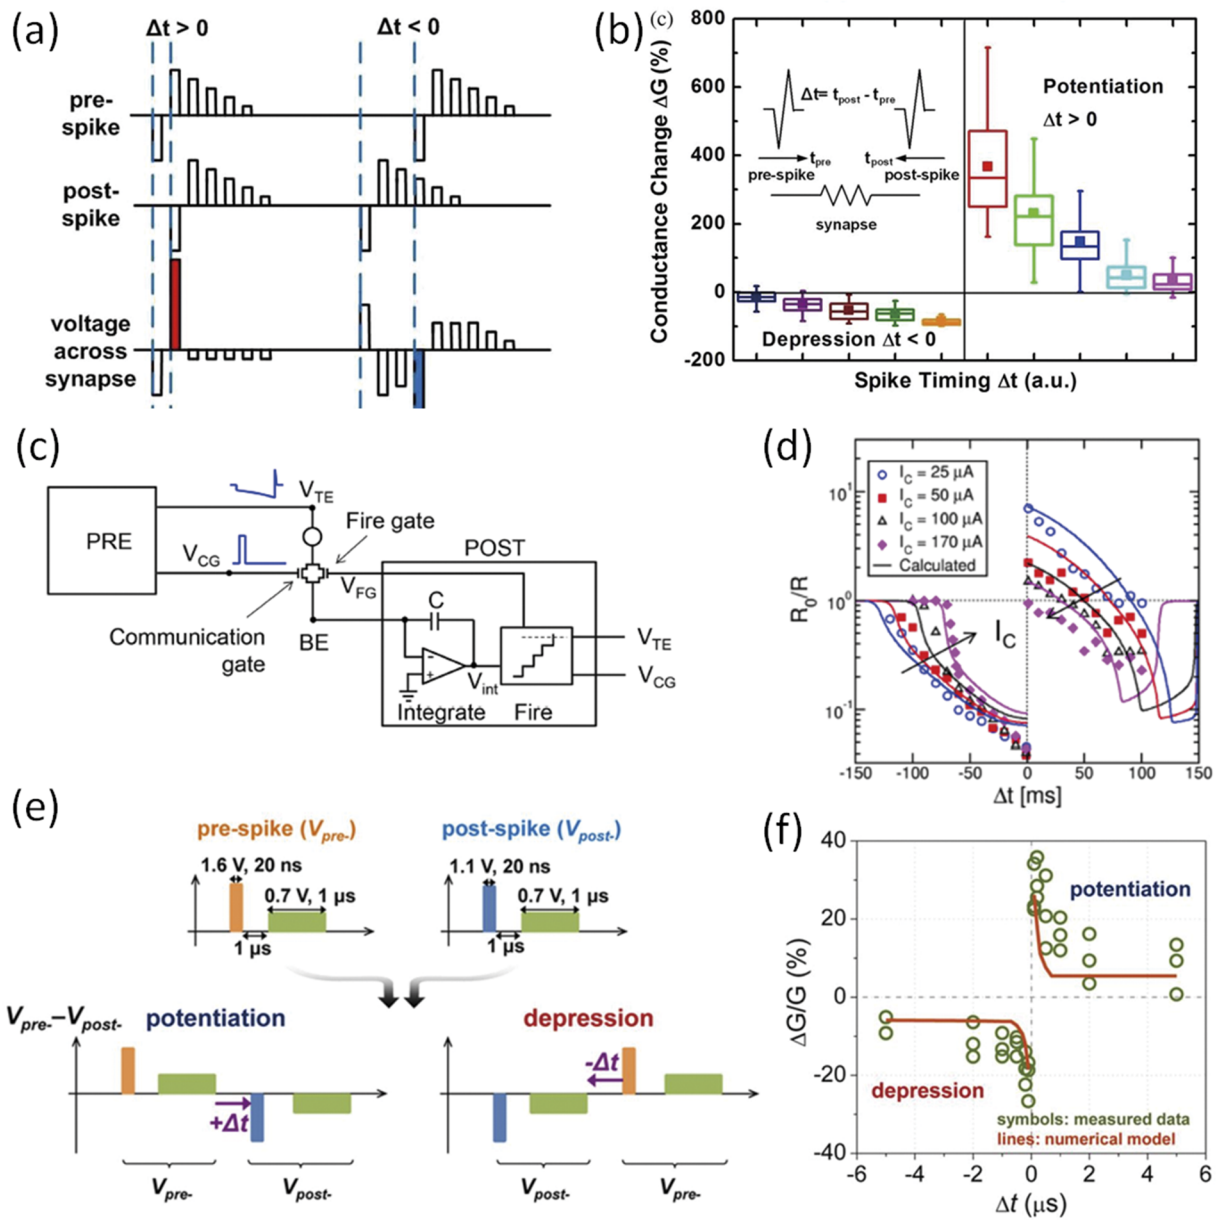 (a)
Δt > 0
Δt < 0
pre-
spike
post-
spike
voltage
across
synapse
(b)
(c)
Conductance Change ΔG (%)
800
600
400
200
0
-200
Δt= tpost - tpre
tpre
tpost
pre-spike
post-spike
synapse
Potentiation
Δt > 0
Depression Δt < 0
Spike Timing Δt (a.u.)
(c)
PRE
VTE
VCG
Fire gate
VFG
POST
Communication
gate
BE
C
+
Vint
Integrate
Fire
VTE
VCG
(d)
IC = 25 μA
IC = 50 μA
IC = 100 μA
IC = 170 μA
Calculated
R0/R
10^1
10^0
10^-1
IC
-150
-100
-50
0
50
100
150
Δt [ms]
(e)
pre-spike (Vpre-)
post-spike (Vpost-)
1.6 V, 20 ns
0.7 V, 1 μs
1 μs
1.1 V, 20 ns
0.7 V, 1 μs
1 μs
Vpre-–Vpost-
potentiation
depression
+Δt
-Δt
Vpre-
Vpost-
Vpost-
Vpre-
(f)
ΔG/G (%)
40
20
0
-20
-40
potentiation
depression
symbols: measured data
lines: numerical model
-6
-4
-2
0
2
4
6
Δt (μs)